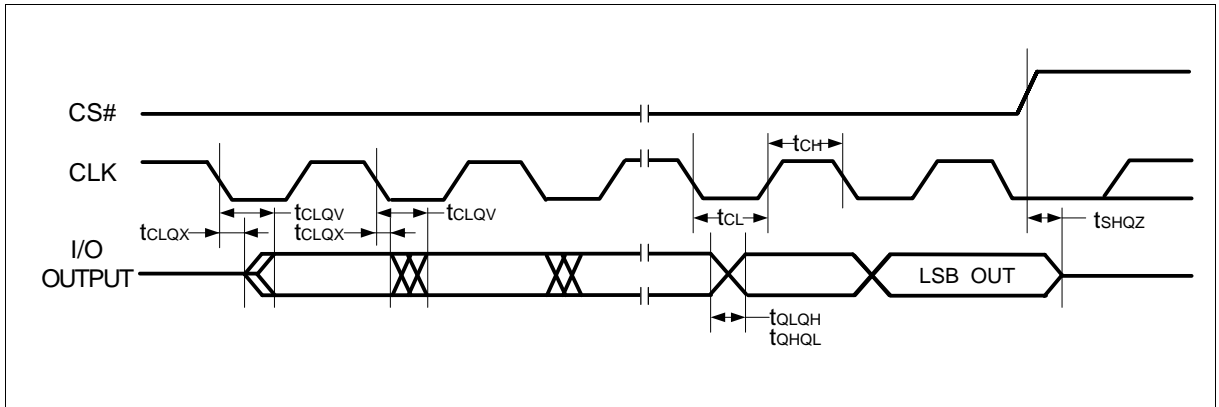 CS#
CLK
tCH
tCLQV
tCLQV
tCLQX
tCLQX
tCL
tSHQZ
I/O
OUTPUT
LSB OUT
tQLQH
tQHQL